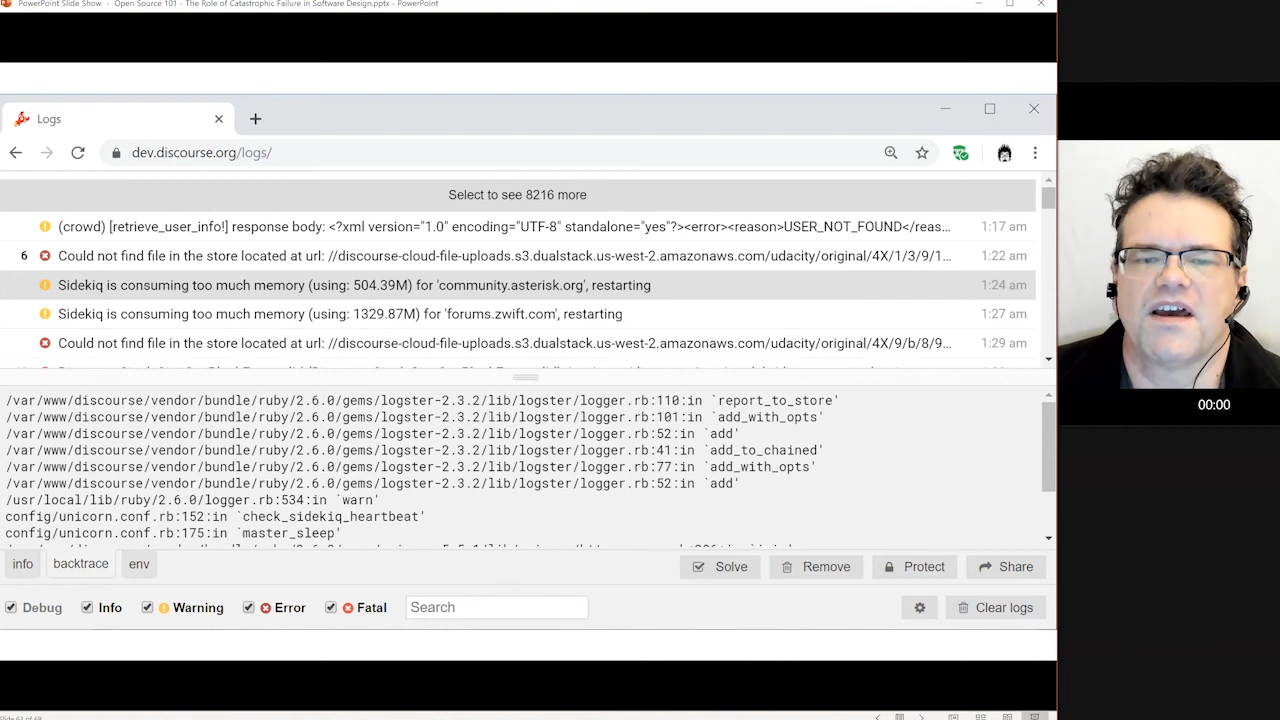 PowerPoint Slide Show - Open Source 101 - The Role of Catastrophic Failure in Software Design.pptx - PowerPoint
Logs
dev.discourse.org/logs/
Select to see 8216 more
(crowd) [retrieve_user_info!] response body: <?xml version="1.0" encoding="UTF-8" standalone="yes"?><error><reason>USER_NOT_FOUND</reas... 1:17 am
6 Could not find file in the store located at url: //discourse-cloud-file-uploads.s3.dualstack.us-west-2.amazonaws.com/udacity/original/4X/1/3/9/1... 1:22 am
Sidekiq is consuming too much memory (using: 504.39M) for 'community.asterisk.org', restarting 1:24 am
Sidekiq is consuming too much memory (using: 1329.87M) for 'forums.zwift.com', restarting 1:27 am
Could not find file in the store located at url: //discourse-cloud-file-uploads.s3.dualstack.us-west-2.amazonaws.com/udacity/original/4X/9/b/8/9... 1:29 am
/var/www/discourse/vendor/bundle/ruby/2.6.0/gems/logster-2.3.2/lib/logster/logger.rb:110:in `report_to_store'
/var/www/discourse/vendor/bundle/ruby/2.6.0/gems/logster-2.3.2/lib/logster/logger.rb:101:in `add_with_opts'
/var/www/discourse/vendor/bundle/ruby/2.6.0/gems/logster-2.3.2/lib/logster/logger.rb:52:in `add'
/var/www/discourse/vendor/bundle/ruby/2.6.0/gems/logster-2.3.2/lib/logster/logger.rb:41:in `add_to_chained'
/var/www/discourse/vendor/bundle/ruby/2.6.0/gems/logster-2.3.2/lib/logster/logger.rb:77:in `add_with_opts'
/var/www/discourse/vendor/bundle/ruby/2.6.0/gems/logster-2.3.2/lib/logster/logger.rb:52:in `add'
/usr/local/lib/ruby/2.6.0/logger.rb:534:in `warn'
config/unicorn.conf.rb:152:in `check_sidekiq_heartbeat'
config/unicorn.conf.rb:175:in `master_sleep'
info backtrace env Solve Remove Protect Share
Debug Info Warning Error Fatal Search Clear logs
00:00